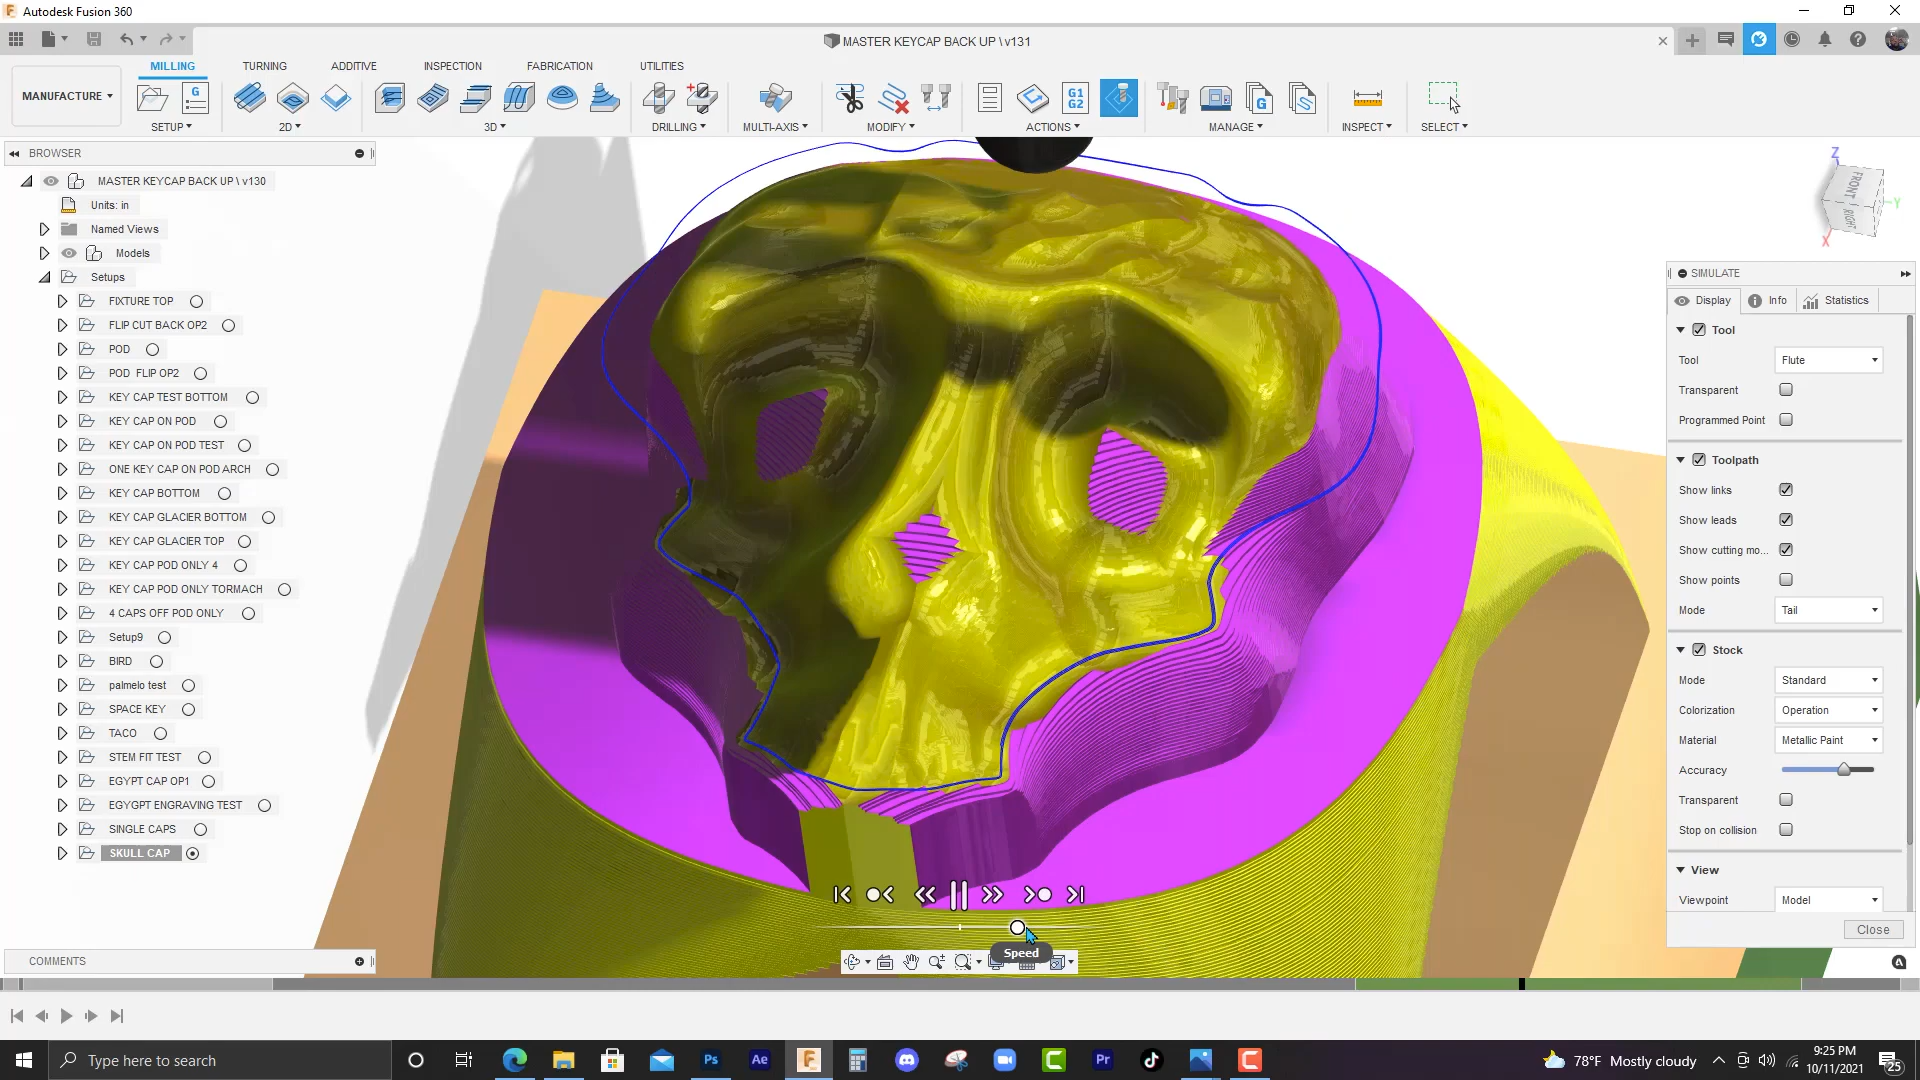 Autodesk Fusion 360
MASTER KEYCAP BACK UP \ v131
MILLING TURNING ADDITIVE INSPECTION FABRICATION UTILITIES
MANUFACTURE
G
G1
G2
G
S
SETUP 2D 3D DRILLING MULTI-AXIS MODIFY ACTIONS MANAGE INSPECT SELECT
BROWSER
MASTER KEYCAP BACK UP \ v130
Units: in
Named Views
Models
Setups
FIXTURE TOP
FLIP CUT BACK OP2
POD
POD FLIP OP2
KEY CAP TEST BOTTOM
KEY CAP ON POD
KEY CAP ON POD TEST
ONE KEY CAP ON POD ARCH
KEY CAP BOTTOM
KEY CAP GLACIER BOTTOM
KEY CAP GLACIER TOP
KEY CAP POD ONLY 4
KEY CAP POD ONLY TORMACH
4 CAPS OFF POD ONLY
Setup9
BIRD
palmelo test
SPACE KEY
TACO
STEM FIT TEST
EGYPT CAP OP1
EGYGPT ENGRAVING TEST
SINGLE CAPS
SKULL CAP
COMMENTS
Speed
Z
FRONT
RIGHT
Y
X
SIMULATE
Display Info Statistics
Tool
Tool Flute
Transparent
Programmed Point
Toolpath
Show links
Show leads
Show cutting mo...
Show points
Mode Tail
Stock
Mode Standard
Colorization Operation
Material Metallic Paint
Accuracy
Transparent
Stop on collision
View
Viewpoint Model
Close
Type here to search
Ps
Ae
F
C
Pr
C
78°F Mostly cloudy
9:25 PM
10/11/2021
25